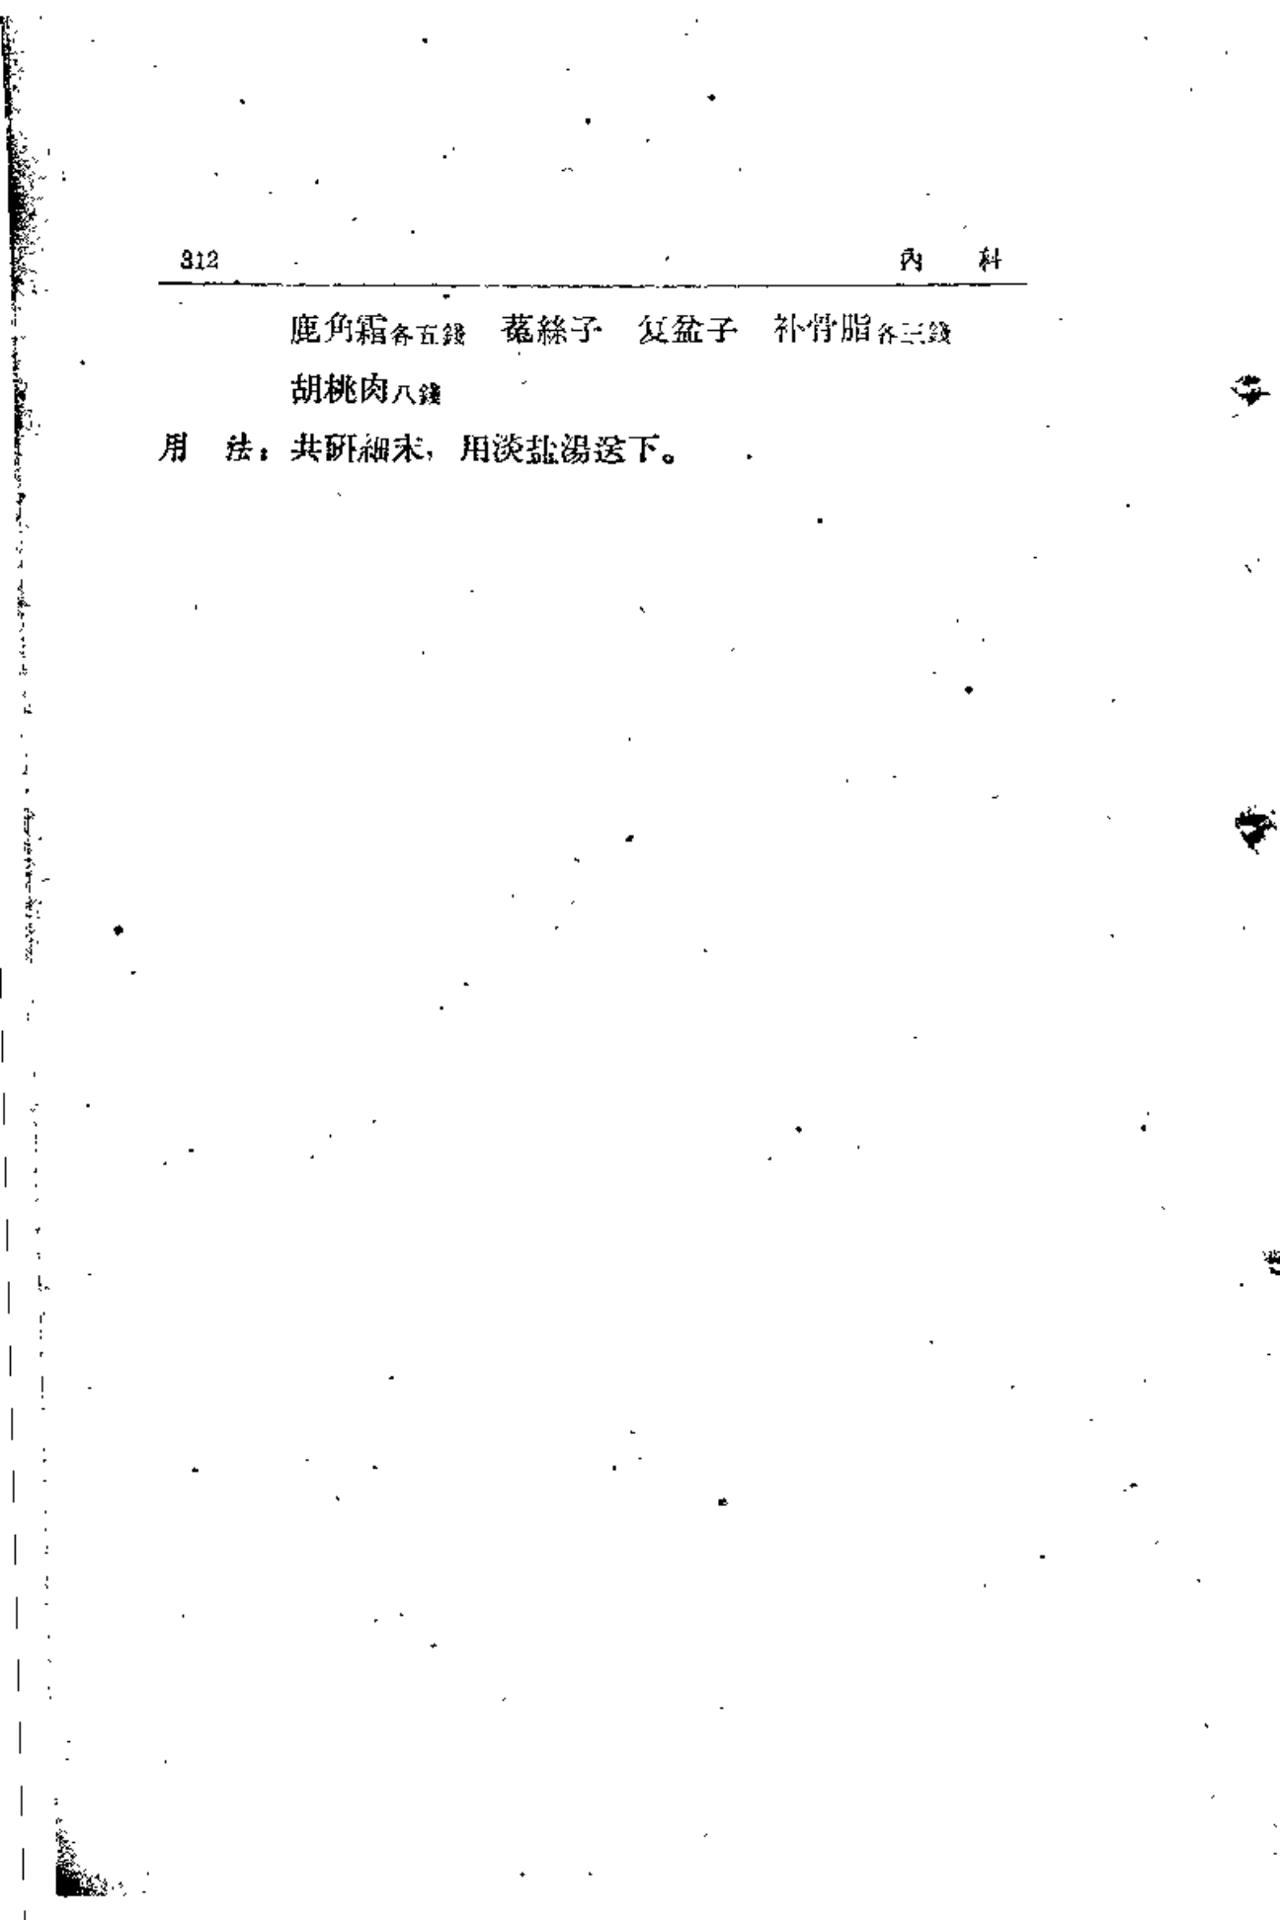 312　內　科
鹿角霜各五錢　菟絲子　复盆子　补骨脂各三錢
胡桃肉八錢
用　法：共研細末，用淡盐湯送下。